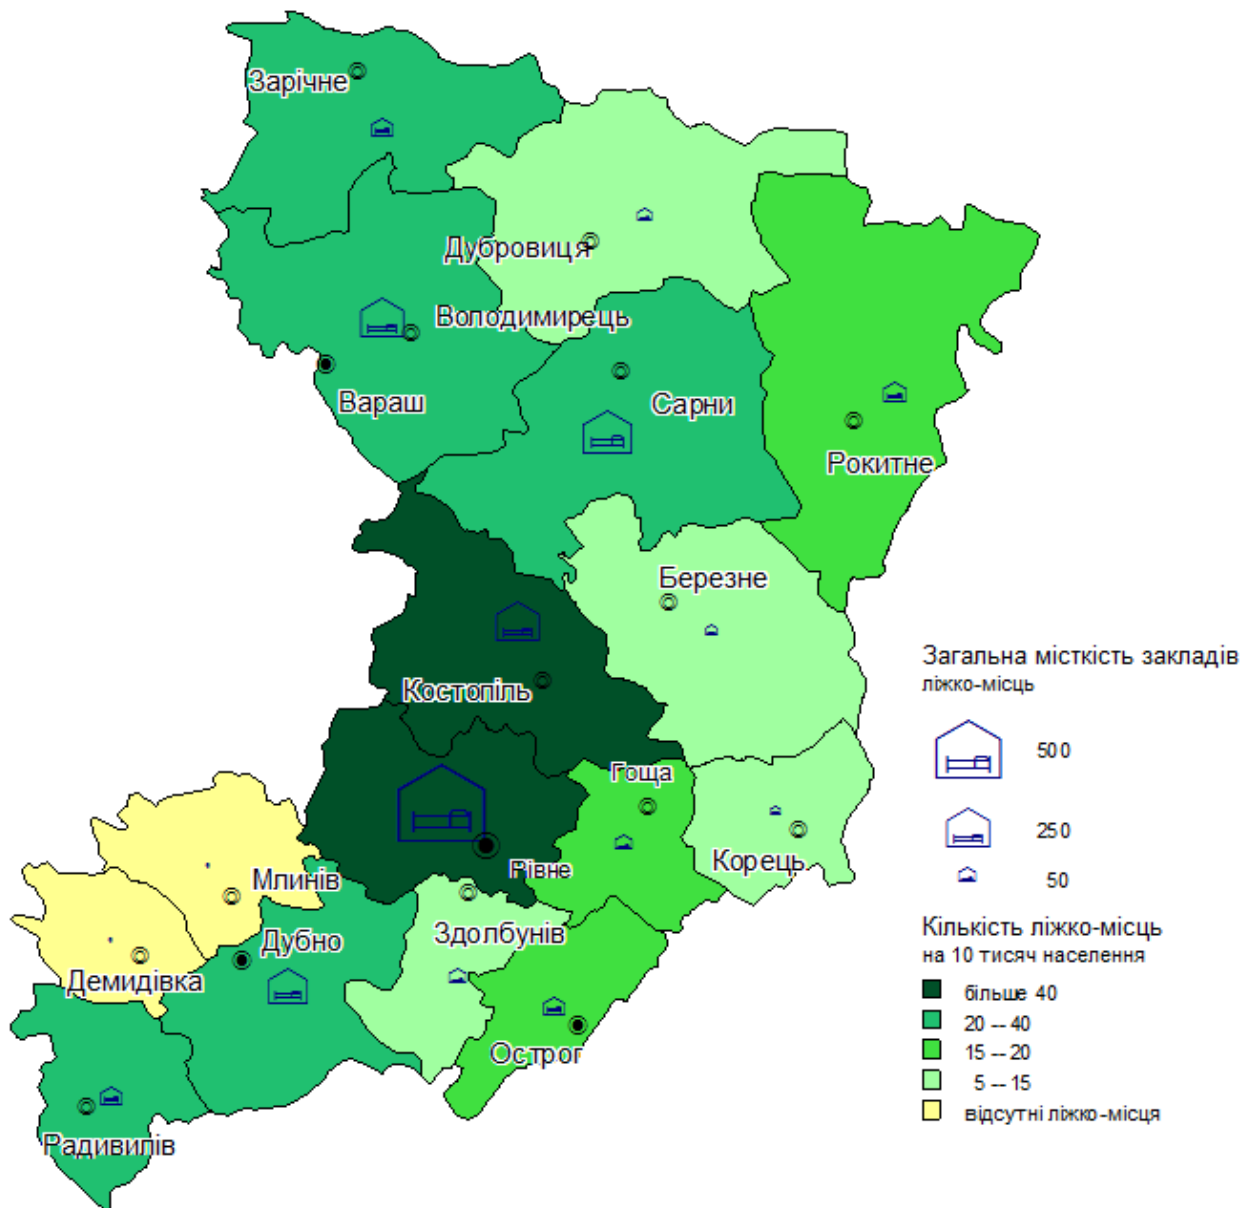 Зарічне
Дубровиця
Володимирець
Вараш
Сарни
Рокитне
Березне
Костопіль
Гоща
Рівне
Корець
Млинів
Здолбунів
Дубно
Демидівка
Острог
Радивилів
Загальна місткість закладів
ліжко-місць
500
250
50
Кількість ліжко-місць
на 10 тисяч населення
більше 40
20 -- 40
15 -- 20
5 -- 15
відсутні ліжко-місця